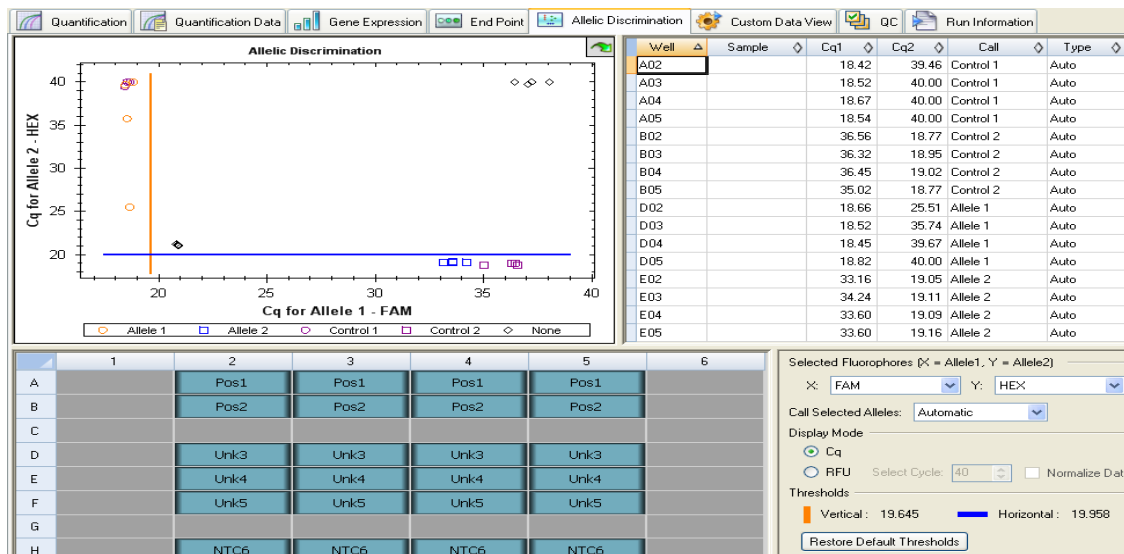 Quantification Quantification Data Gene Expression End Point Allelic Discrimination Custom Data View QC Run Information
Allelic Discrimination
Cq for Allele 2 - HEX
40
35
30
25
20
20 25 30 35 40
Cq for Allele 1 - FAM
Allele 1 Allele 2 Control 1 Control 2 None
Well Sample Cq1 Cq2 Call Type
A02 18.42 39.46 Control 1 Auto
A03 18.52 40.00 Control 1 Auto
A04 18.67 40.00 Control 1 Auto
A05 18.54 40.00 Control 1 Auto
B02 36.56 18.77 Control 2 Auto
B03 36.32 18.95 Control 2 Auto
B04 36.45 19.02 Control 2 Auto
B05 35.02 18.77 Control 2 Auto
D02 18.66 25.51 Allele 1 Auto
D03 18.52 35.74 Allele 1 Auto
D04 18.45 39.67 Allele 1 Auto
D05 18.82 40.00 Allele 1 Auto
E02 33.16 19.05 Allele 2 Auto
E03 34.24 19.11 Allele 2 Auto
E04 33.60 19.09 Allele 2 Auto
E05 33.60 19.16 Allele 2 Auto
1 2 3 4 5 6
A Pos1 Pos1 Pos1 Pos1
B Pos2 Pos2 Pos2 Pos2
C
D Unk3 Unk3 Unk3 Unk3
E Unk4 Unk4 Unk4 Unk4
F Unk5 Unk5 Unk5 Unk5
G
H NTC6 NTC6 NTC6 NTC6
Selected Fluorophores (X = Allele1, Y = Allele2)
X: FAM Y: HEX
Call Selected Alleles: Automatic
Display Mode
Cq
RFU Select Cycle: 40 Normalize Dat
Thresholds
Vertical : 19.645 Horizontal : 19.958
Restore Default Thresholds